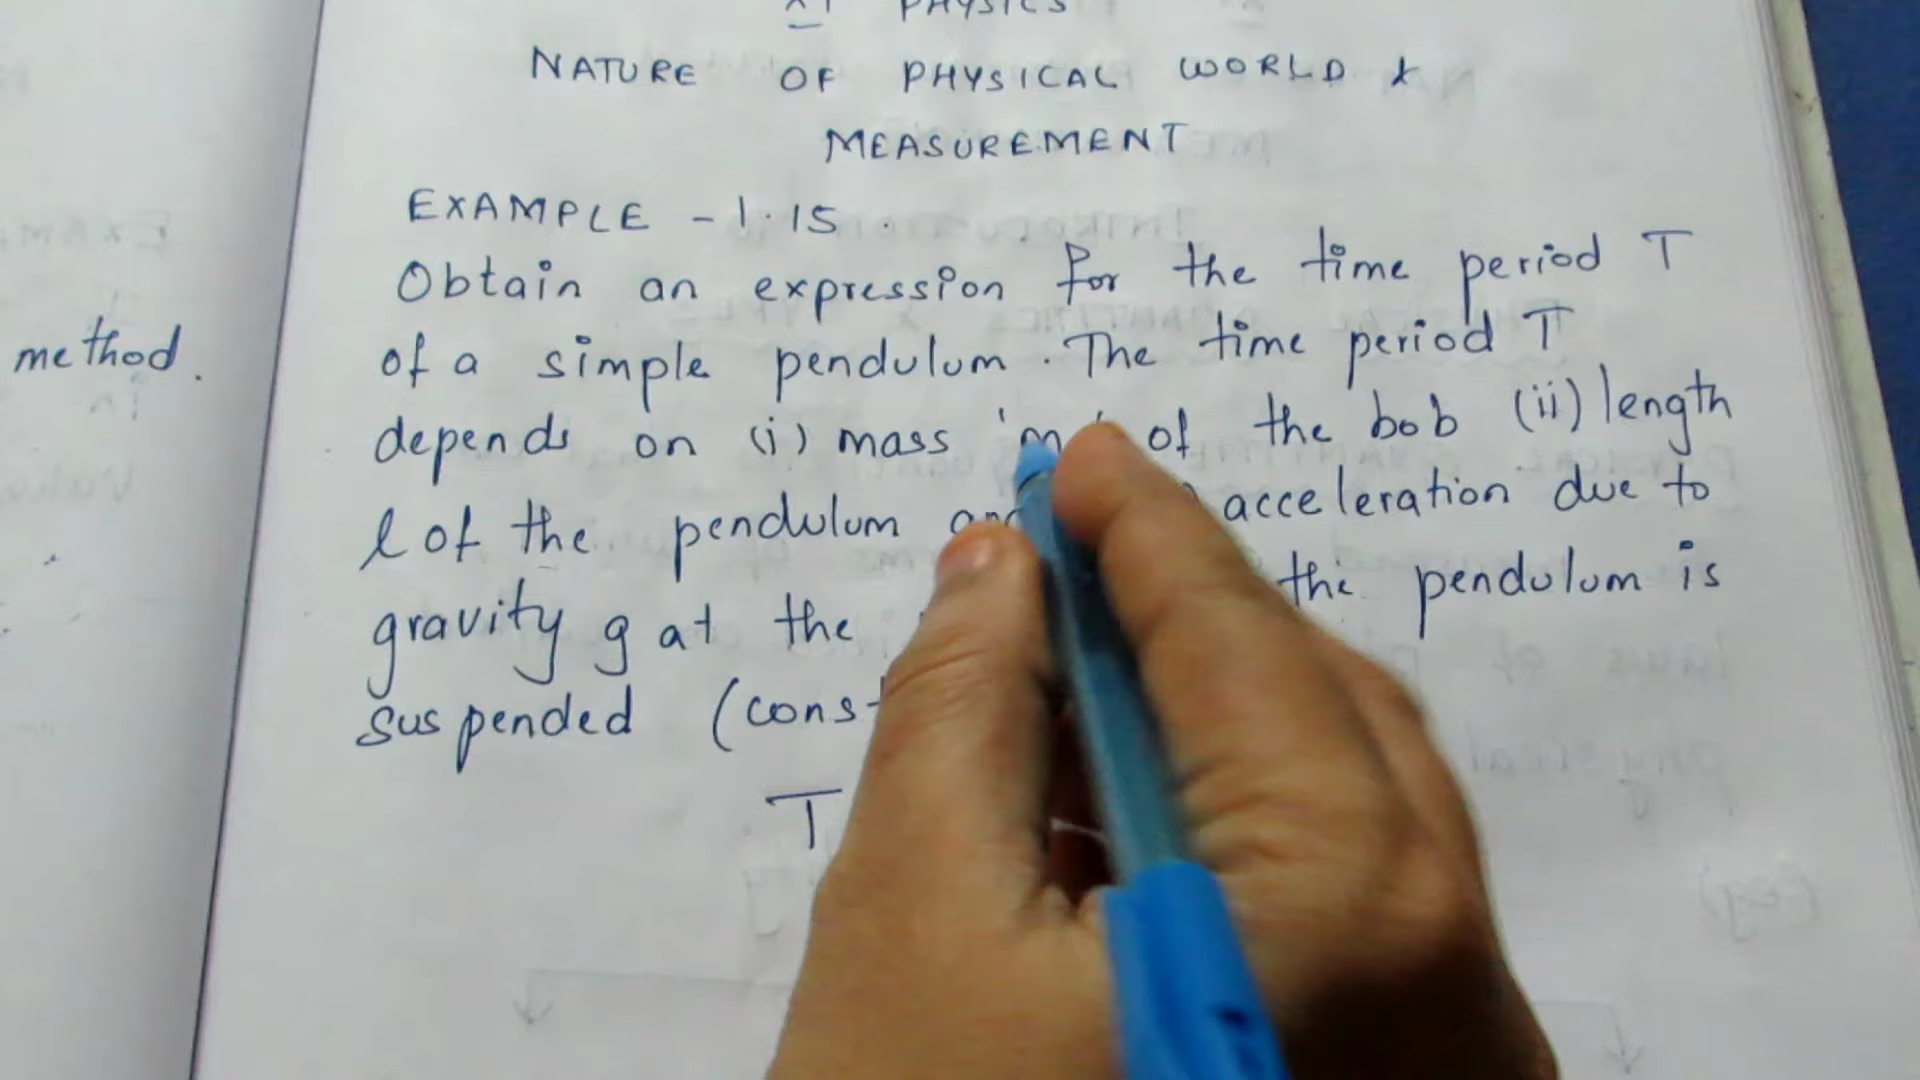 PHYSICS
NATURE OF PHYSICAL WORLD &
MEASUREMENT
EXAMPLE - 1.15.
Obtain an expression for the time period T
method. of a simple pendulum. The time period T
depends on (i) mass 'm' of the bob (ii) length
l of the pendulum acceleration due to
gravity g at the the pendulum is
suspended (cons
T